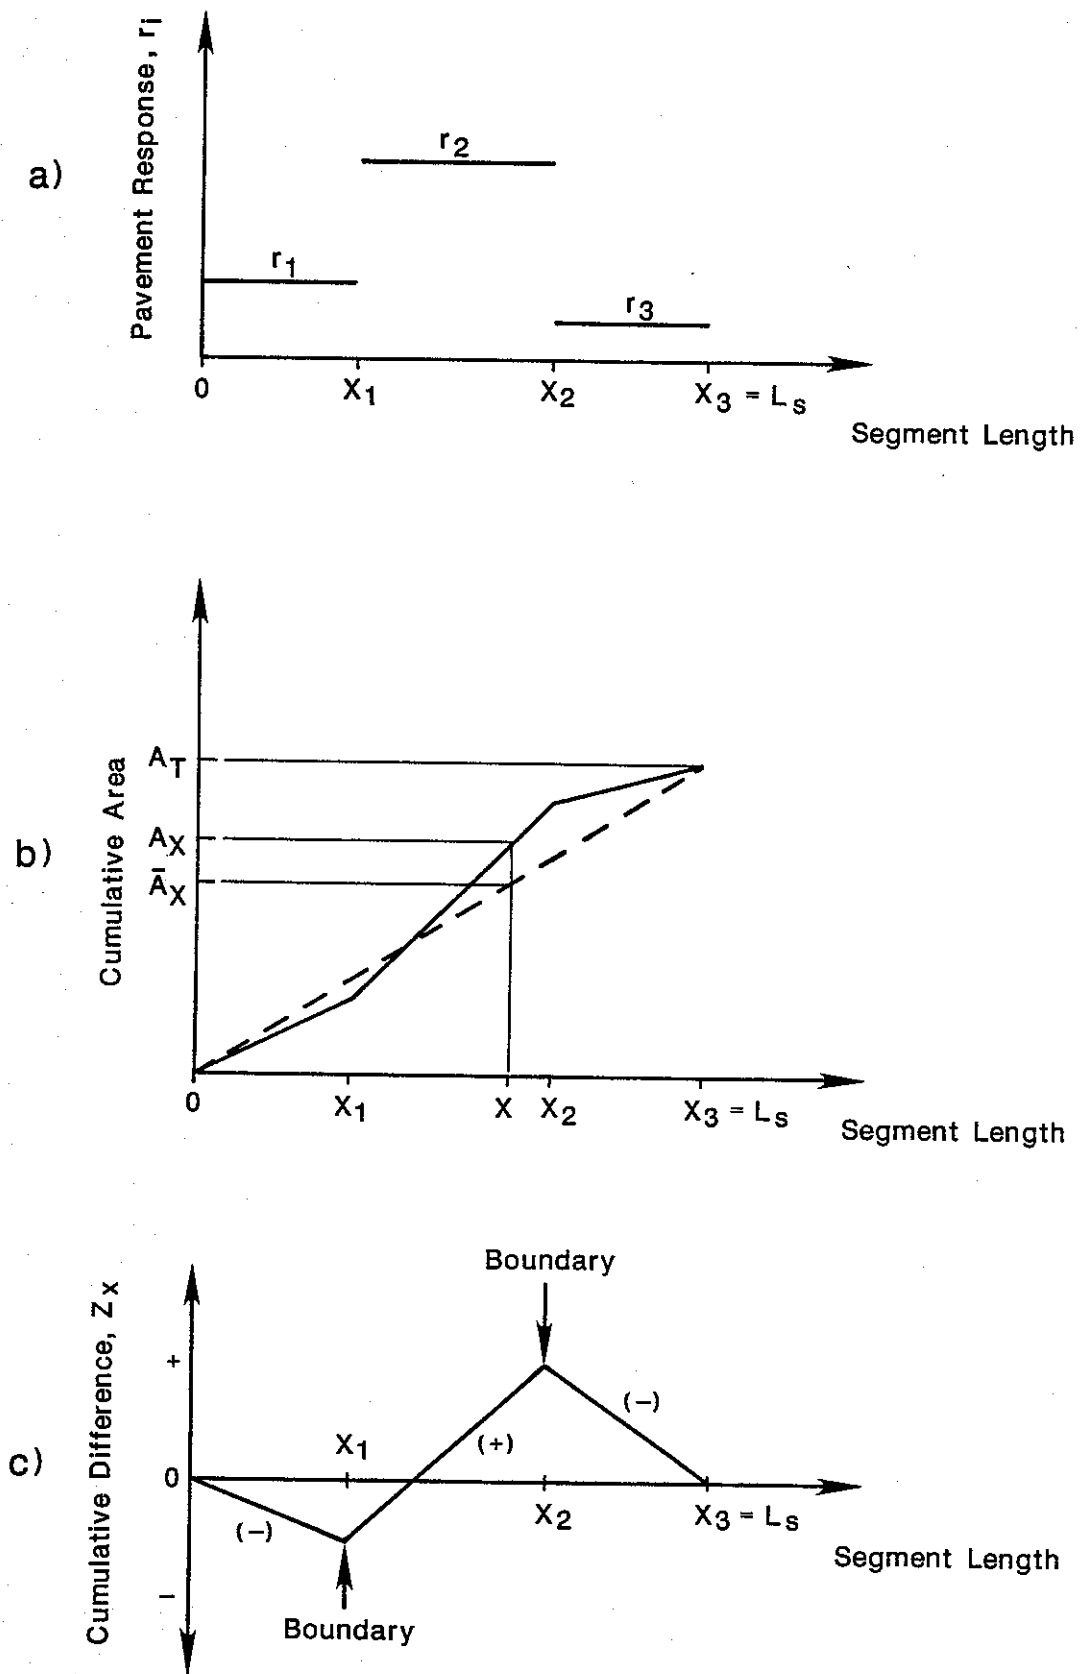 a)
Pavement Response, ri
r1
r2
r3
0
X1
X2
X3 = Ls
Segment Length
b)
Cumulative Area
AT
AX
ĀX
0
X1
X
X2
X3 = Ls
Segment Length
c)
Cumulative Difference, Zx
Boundary
+
(-)
(+)
X1
0
X2
X3 = Ls
(-)
Segment Length
-
Boundary